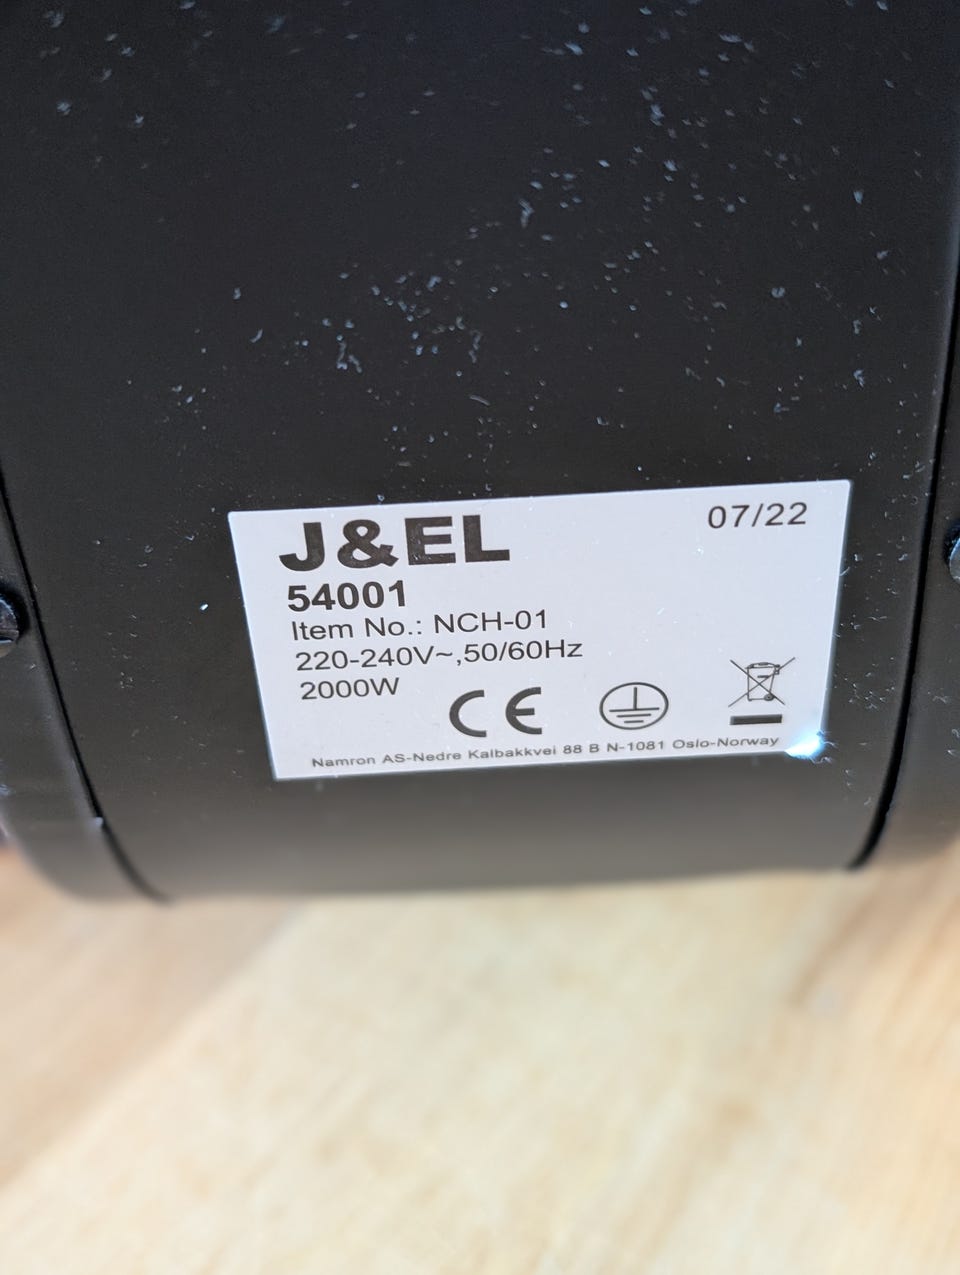 J&EL
07/22
54001
Item No.: NCH-01
220-240V~,50/60Hz
2000W
CE
Namron AS-Nedre Kalbakkvei 88 B N-1081 Oslo-Norway